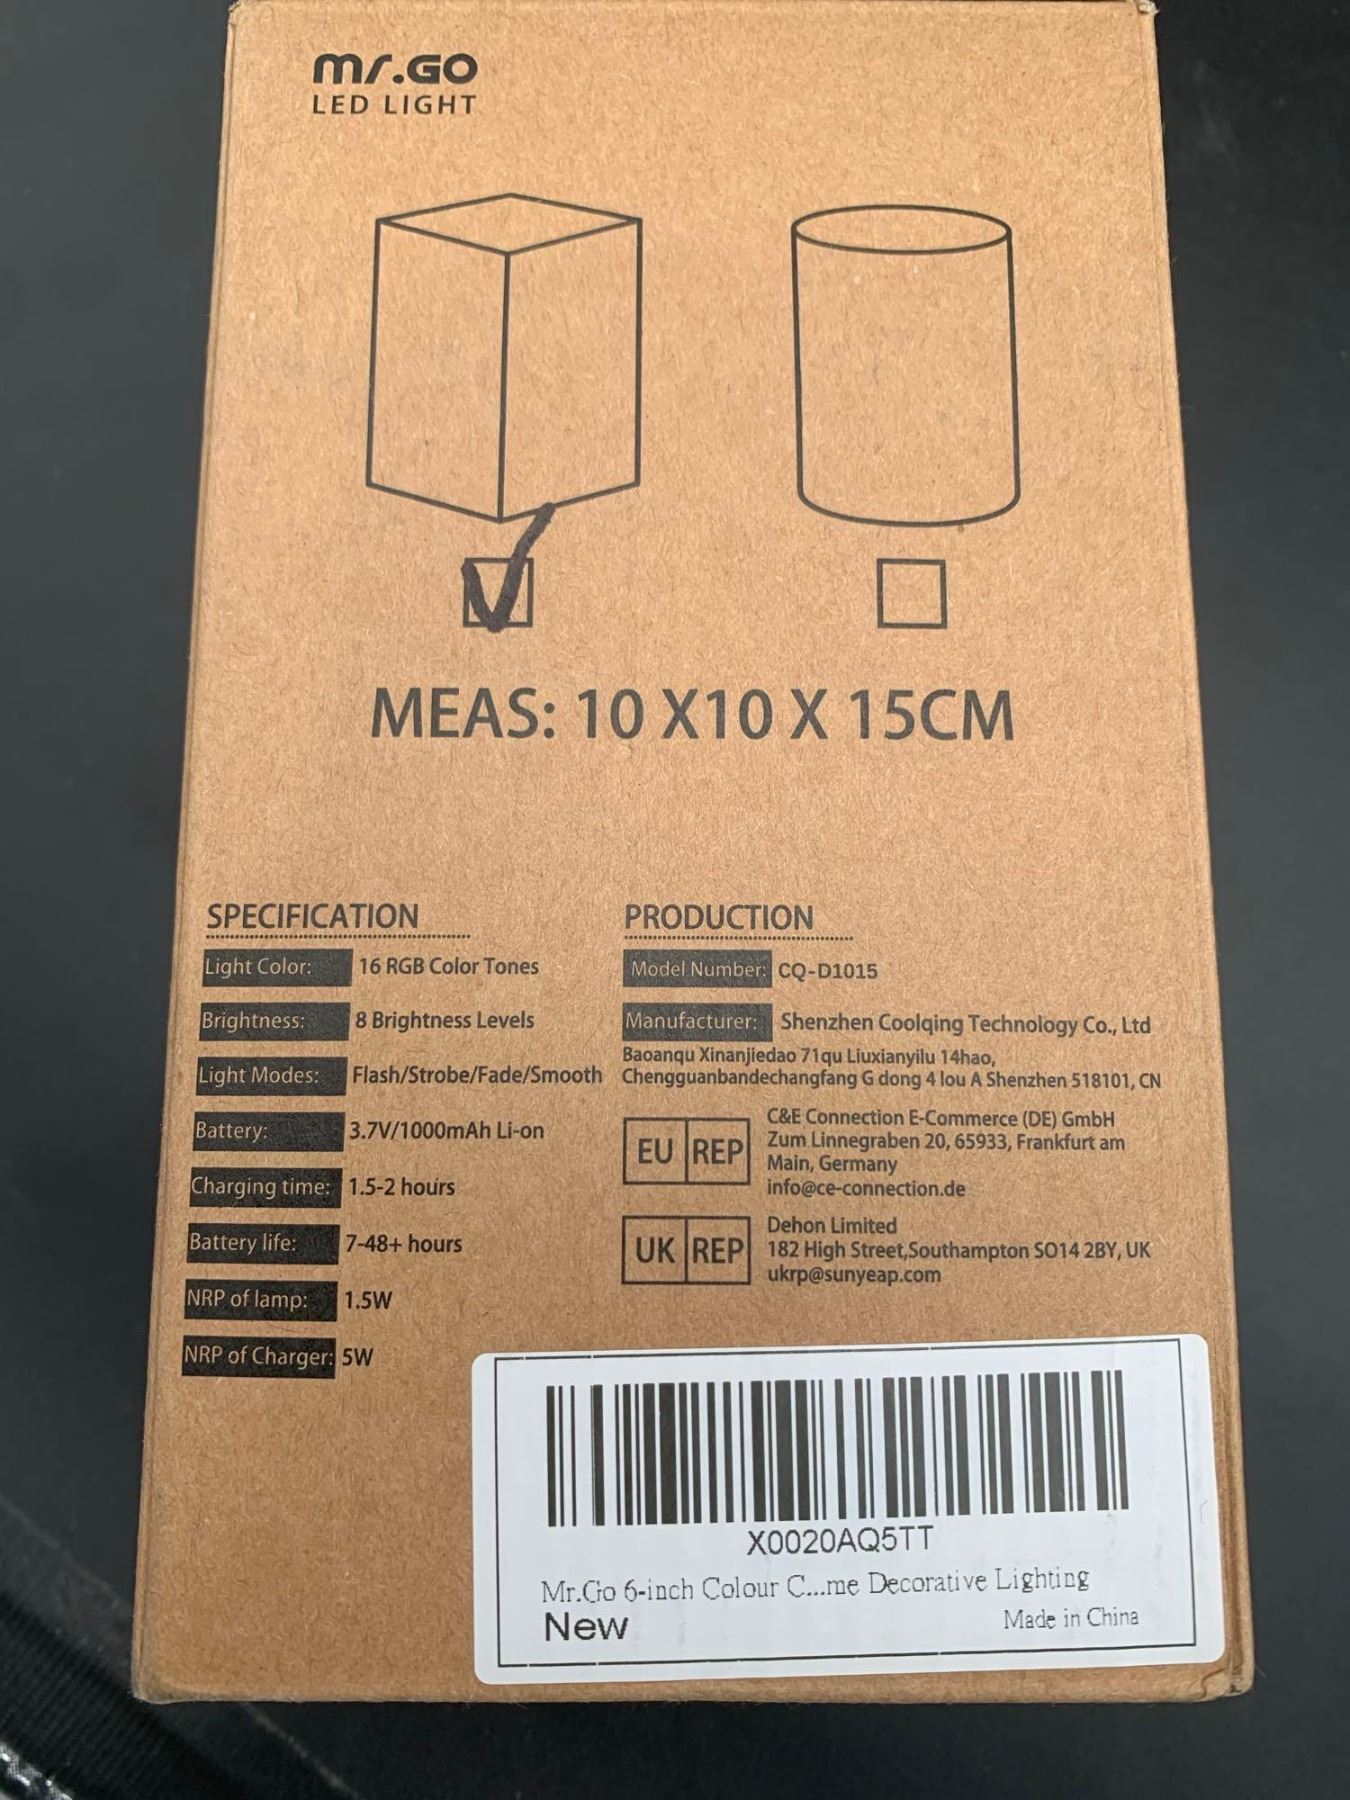 mr.GO
LED LIGHT
MEAS: 10 X10 X 15CM
SPECIFICATION
Light Color: 16 RGB Color Tones
Brightness: 8 Brightness Levels
Light Modes: Flash/Strobe/Fade/Smooth
Battery: 3.7V/1000mAh Li-on
Charging time: 1.5-2 hours
Battery life: 7-48+ hours
NRP of lamp: 1.5W
NRP of Charger: 5W
PRODUCTION
Model Number: CQ-D1015
Manufacturer: Shenzhen Coolqing Technology Co., Ltd
Baoanqu Xinanjiedao 71qu Liuxianyilu 14hao,
Chengguanbandechangfang G dong 4 lou A Shenzhen 518101, CN
EU REP
C&E Connection E-Commerce (DE) GmbH
Zum Linnegraben 20, 65933, Frankfurt am
Main, Germany
info@ce-connection.de
UK REP
Dehon Limited
182 High Street,Southampton SO14 2BY, UK
ukrp@sunyeap.com
X0020AQ5TT
Mr.Go 6-inch Colour C...me Decorative Lighting
New
Made in China